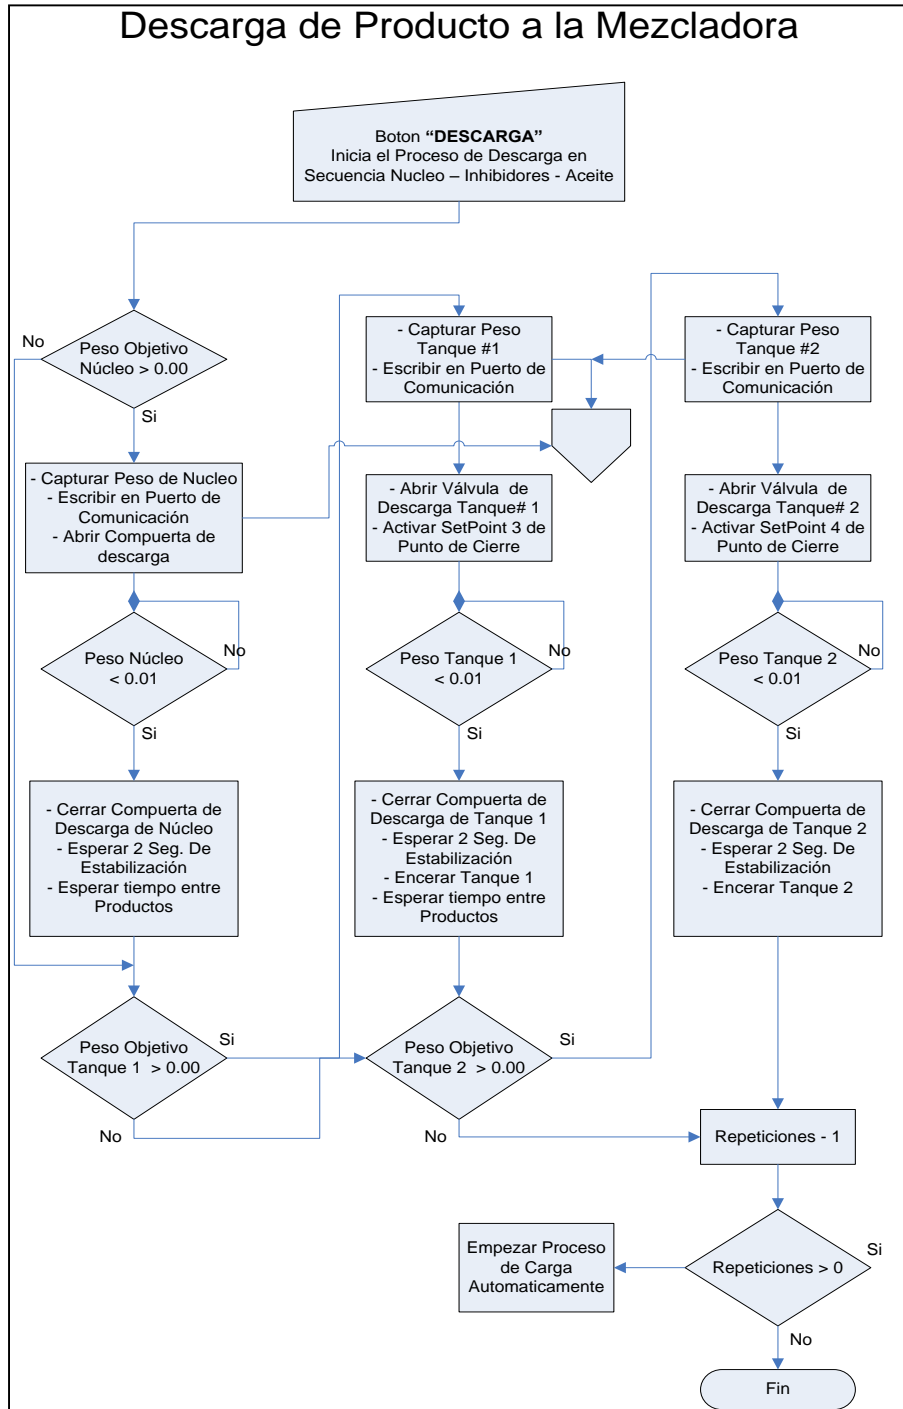 Descarga de Producto a la Mezcladora
Boton “DESCARGA”
Inicia el Proceso de Descarga en
Secuencia Nucleo – Inhibidores - Aceite
No
Peso Objetivo
Núcleo > 0.00
Si
- Capturar Peso de Nucleo
- Escribir en Puerto de
Comunicación
- Abrir Compuerta de
descarga
Peso Núcleo
< 0.01
No
Si
- Cerrar Compuerta de
Descarga de Núcleo
- Esperar 2 Seg. De
Estabilización
- Esperar tiempo entre
Productos
Peso Objetivo
Tanque 1 > 0.00
Si
No
- Capturar Peso
Tanque #1
- Escribir en Puerto de
Comunicación
- Abrir Válvula de
Descarga Tanque# 1
- Activar SetPoint 3 de
Punto de Cierre
Peso Tanque 1
< 0.01
No
Si
- Cerrar Compuerta de
Descarga de Tanque 1
- Esperar 2 Seg. De
Estabilización
- Encerar Tanque 1
- Esperar tiempo entre
Productos
Peso Objetivo
Tanque 2 > 0.00
Si
No
- Capturar Peso
Tanque #2
- Escribir en Puerto de
Comunicación
- Abrir Válvula de
Descarga Tanque# 2
- Activar SetPoint 4 de
Punto de Cierre
Peso Tanque 2
< 0.01
No
Si
- Cerrar Compuerta de
Descarga de Tanque 2
- Esperar 2 Seg. De
Estabilización
- Encerar Tanque 2
Repeticiones - 1
Repeticiones > 0
Si
Empezar Proceso
de Carga
Automaticamente
No
Fin